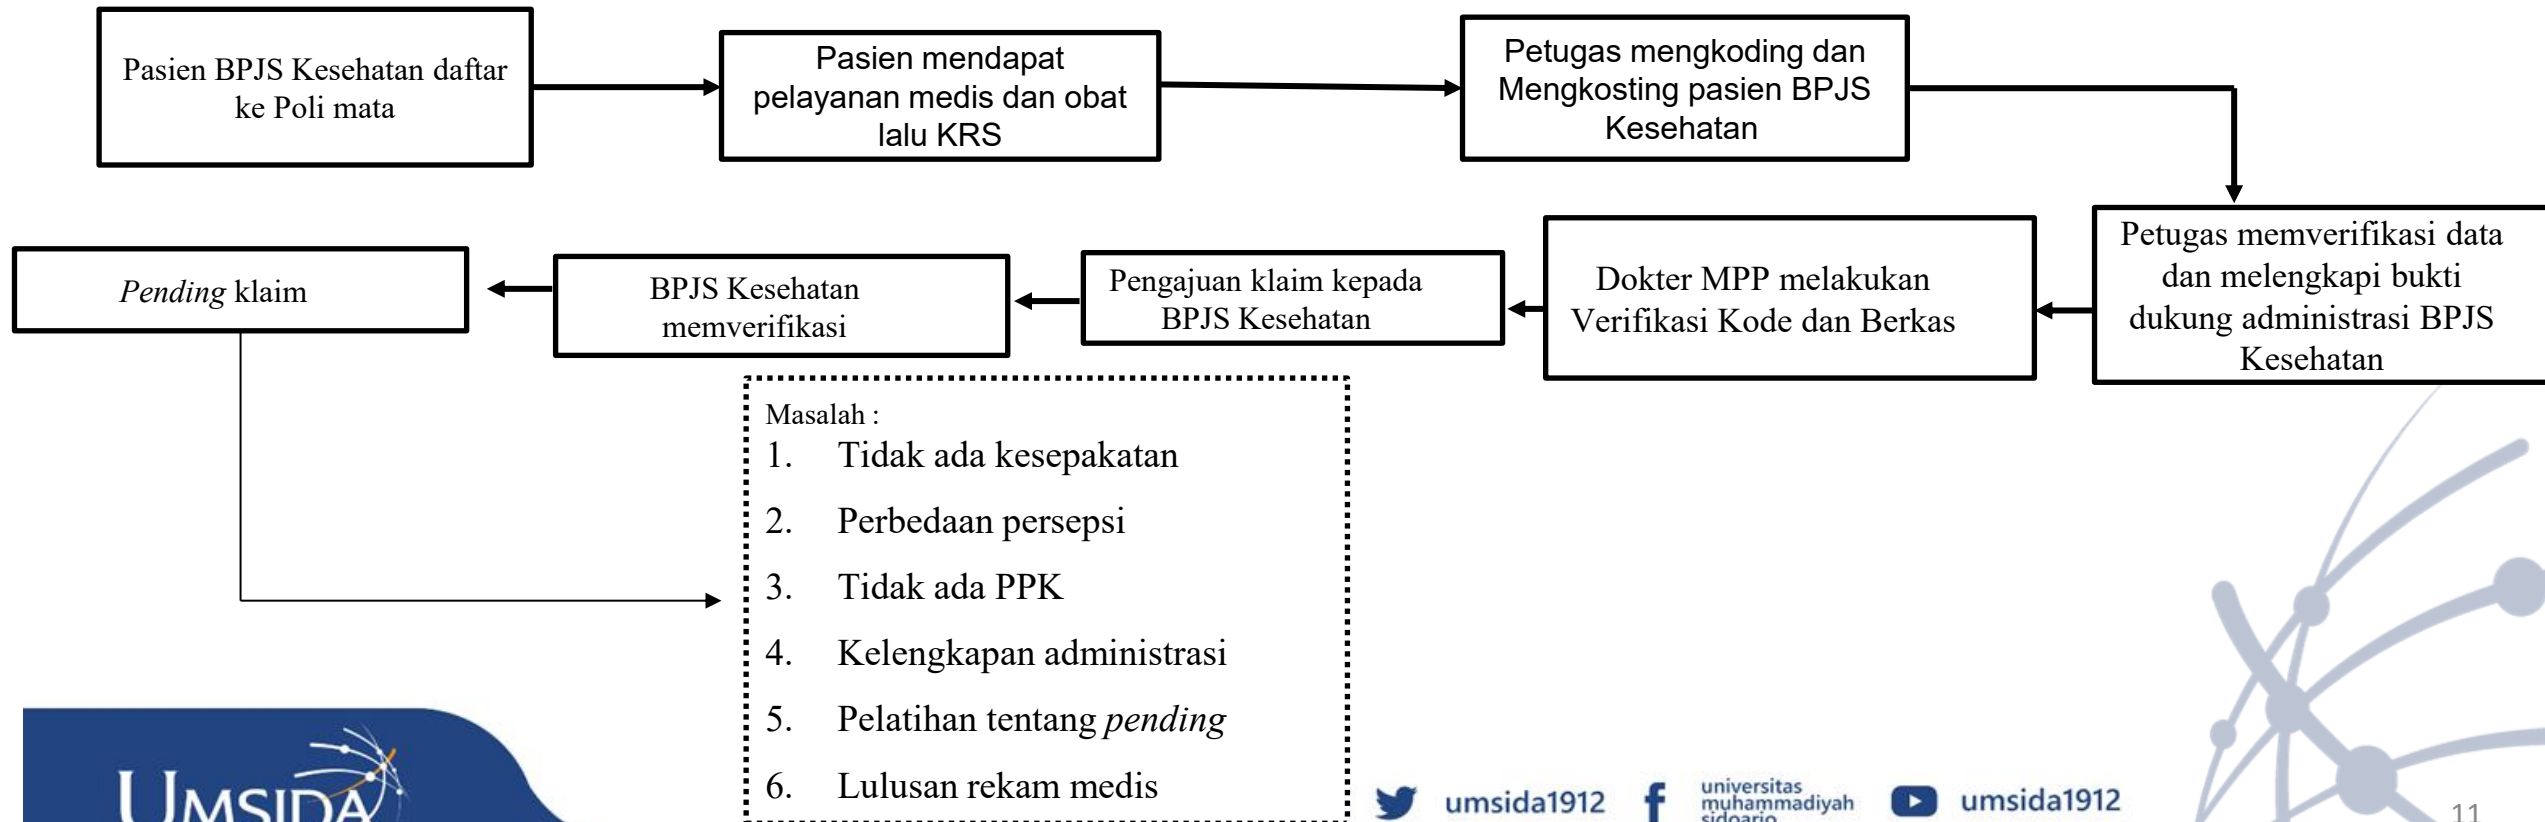 Pasien BPJS Kesehatan daftar
ke Poli mata
Pasien mendapat
pelayanan medis dan obat
lalu KRS
Petugas mengkoding dan
Mengkosting pasien BPJS
Kesehatan
Petugas memverifikasi data
dan melengkapi bukti
dukung administrasi BPJS
Kesehatan
Dokter MPP melakukan
Verifikasi Kode dan Berkas
Pengajuan klaim kepada
BPJS Kesehatan
BPJS Kesehatan
memverifikasi
Pending klaim
Masalah :
1. Tidak ada kesepakatan
2. Perbedaan persepsi
3. Tidak ada PPK
4. Kelengkapan administrasi
5. Pelatihan tentang pending
6. Lulusan rekam medis
UMSIDA
umsida1912
universitas
muhammadiyah
sidoarjo
umsida1912
11